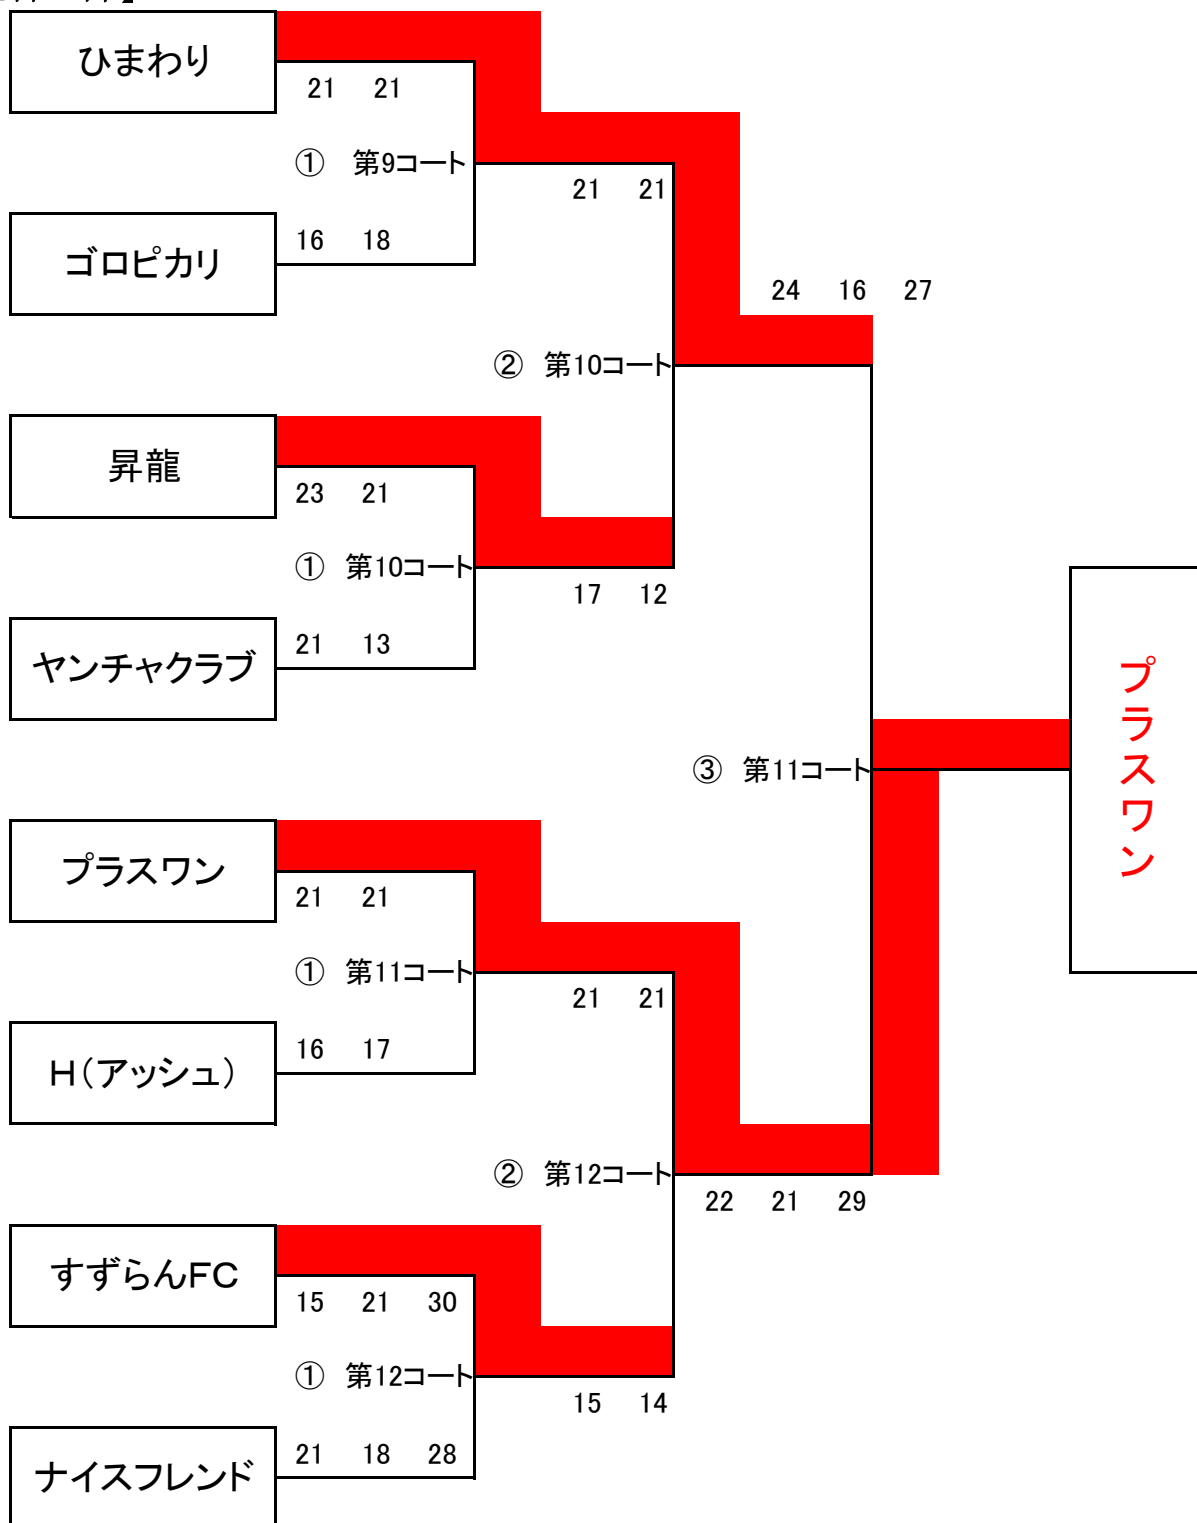 ひまわり
21 21
① 第9コート
21 21
ゴロピカリ
16 18
24 16 27
② 第10コート
昇龍
23 21
① 第10コート
17 12
ヤンチャクラブ
21 13
プラスワン
③ 第11コート
プラスワン
21 21
① 第11コート
21 21
H(アッシュ)
16 17
② 第12コート
22 21 29
すずらんFC
15 21 30
① 第12コート
15 14
ナイスフレンド
21 18 28